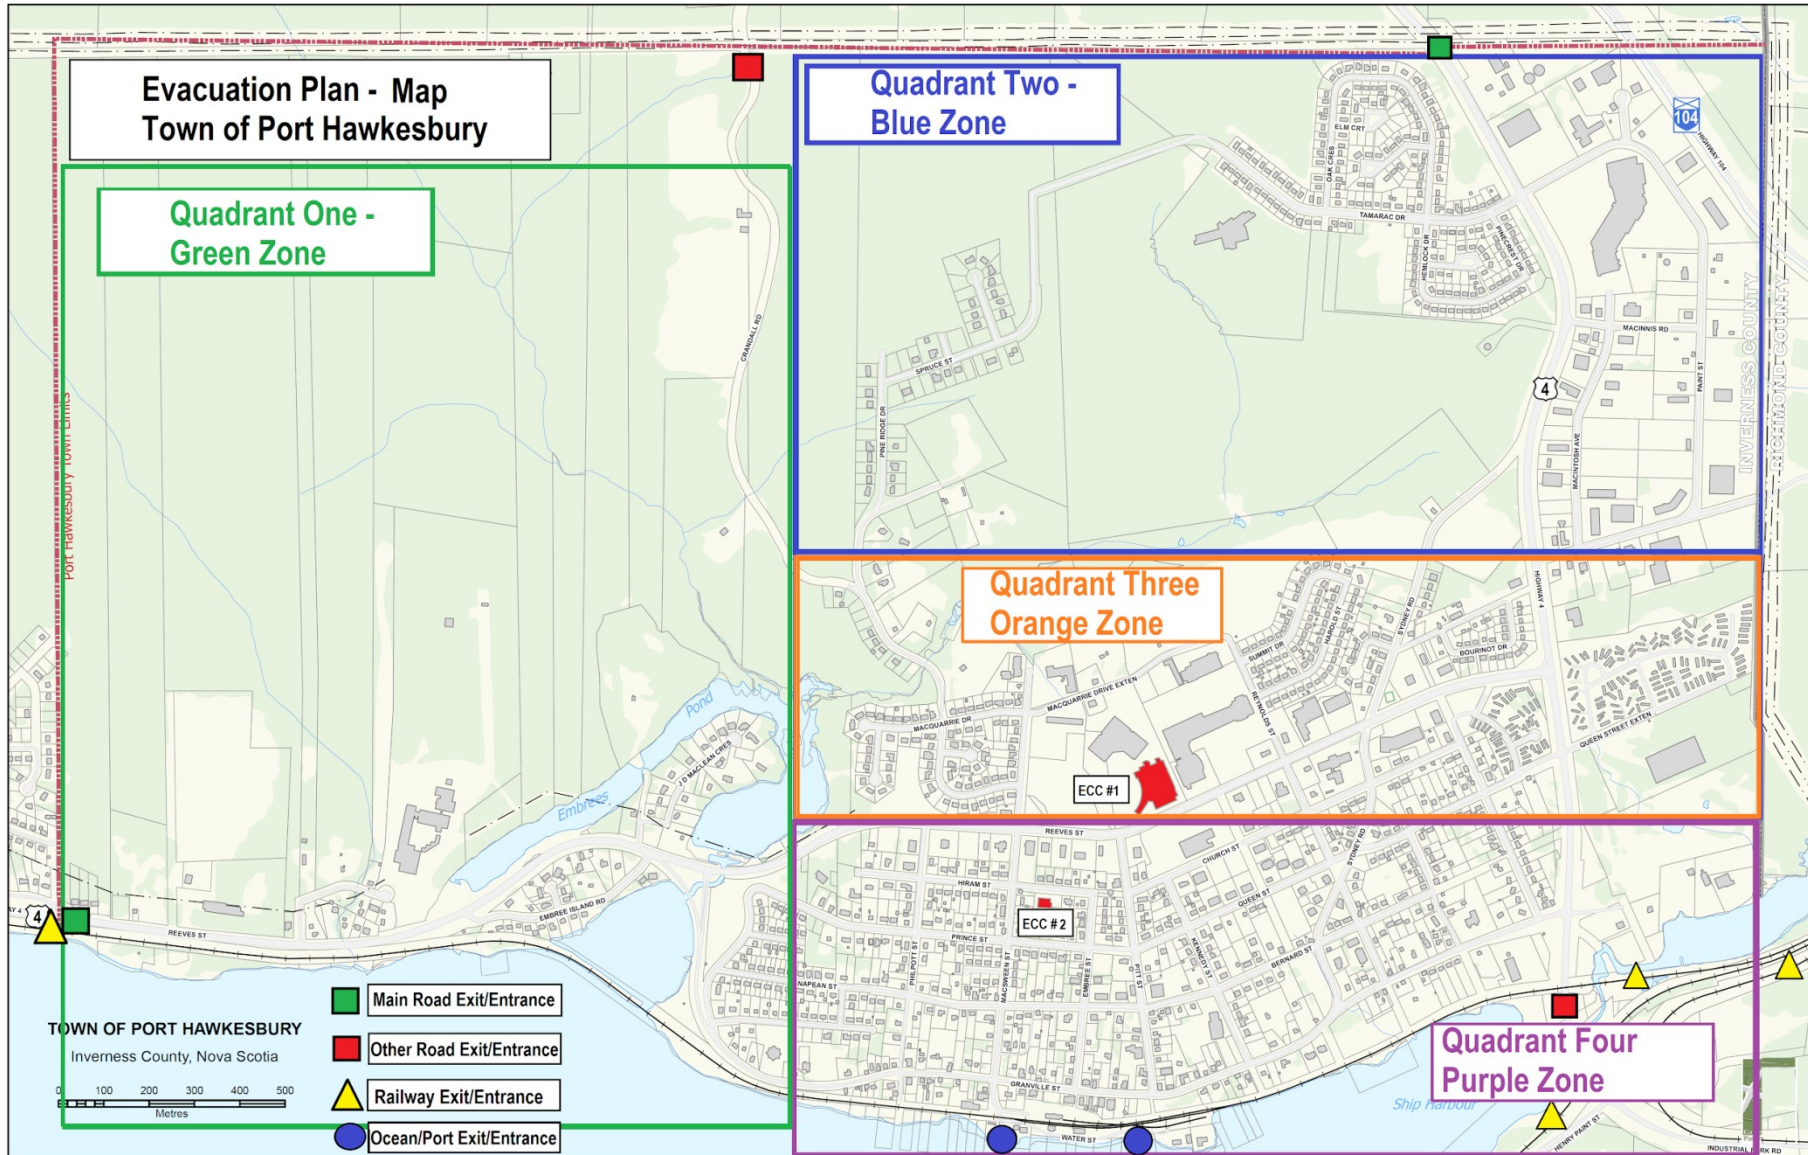 Evacuation Plan - Map
Town of Port Hawkesbury
Quadrant Two -
Blue Zone
Quadrant One -
Green Zone
104
HIGHWAY 104
ELM CRT
OAK CRES
TAMARAC DR
HEMLOCK DR
PINECREST DR
CRANDALL RD
SPRUCE ST
PINE RIDGE DR
MACINNIS RD
PAINT ST
MACINTOSH AVE
4
INVERNESS COUNTY
RICHMOND COUNTY
Port Hawkesbury Town Limits
Quadrant Three
Orange Zone
HIGHWAY 4
SYDNEY RD
HAROLD ST
SUMMIT DR
BOURINOT DR
REYNOLDS ST
MACQUARRIE DRIVE EXTEN
MACQUARRIE DR
QUEEN STREET EXTEN
Pond
Embrees
J D MACLEAN CRES
ECC #1
REEVES ST
CHURCH ST
SYDNEY RD
HIRAM ST
QUEEN ST
ECC # 2
PRINCE ST
PHILPOTT ST
MACSWEEN ST
EMBREE ST
PITT ST
KENNEDY ST
BERNARD ST
NAPEAN ST
GRANVILLE ST
WATER ST
WAY 4
4
REEVES ST
EMBREE ISLAND RD
Quadrant Four
Purple Zone
Ship Harbour
HENRY PAINT ST
INDUSTRIAL PARK RD
TOWN OF PORT HAWKESBURY
Inverness County, Nova Scotia
0 100 200 300 400 500
Metres
Main Road Exit/Entrance
Other Road Exit/Entrance
Railway Exit/Entrance
Ocean/Port Exit/Entrance